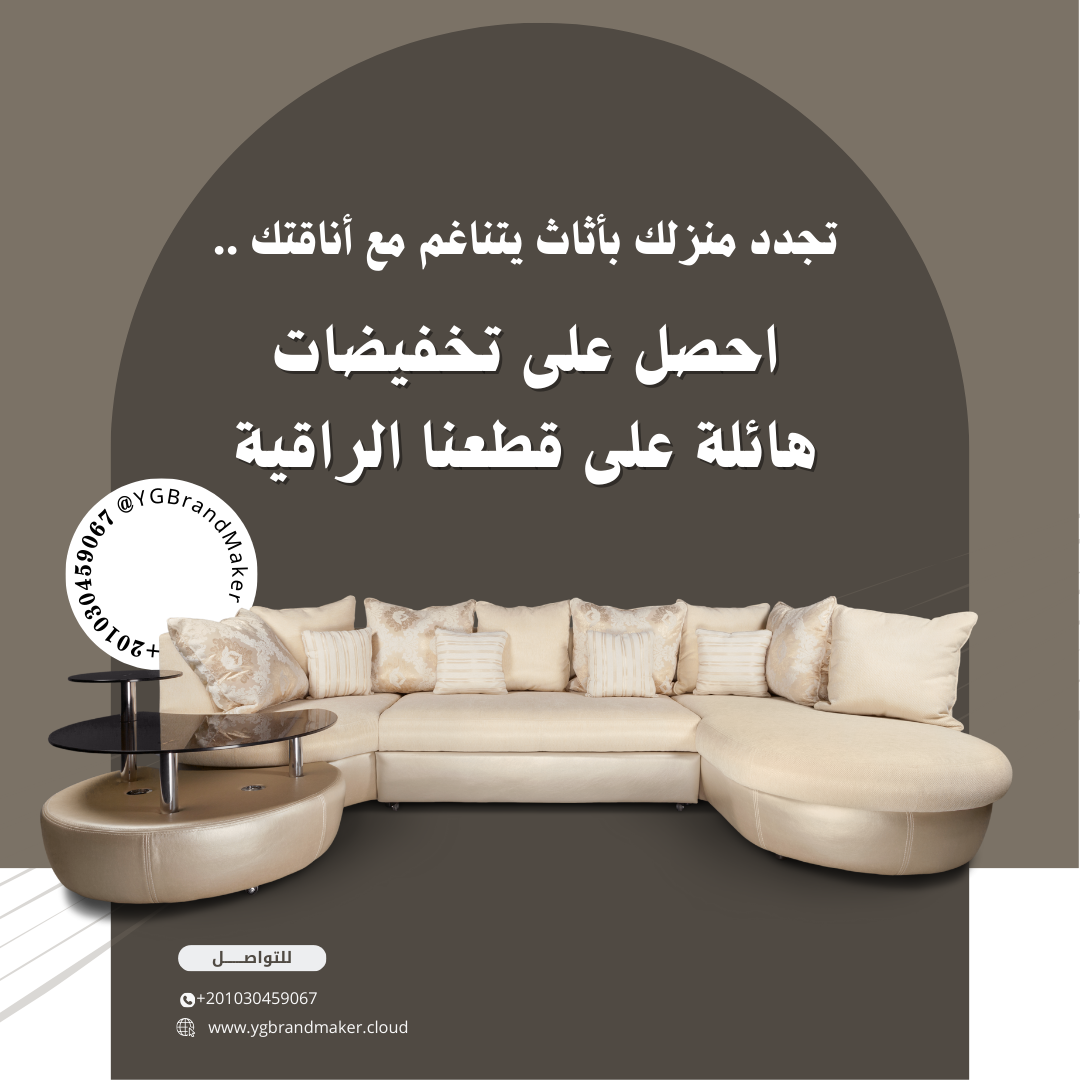 تجدد منزلك بأثاث يتناغم مع أناقتك ..
احصل على تخفيضات
هائلة على قطعنا الراقية
+201030459067 @YGBrandMaker
للتواصــــل
+201030459067
www.ygbrandmaker.cloud